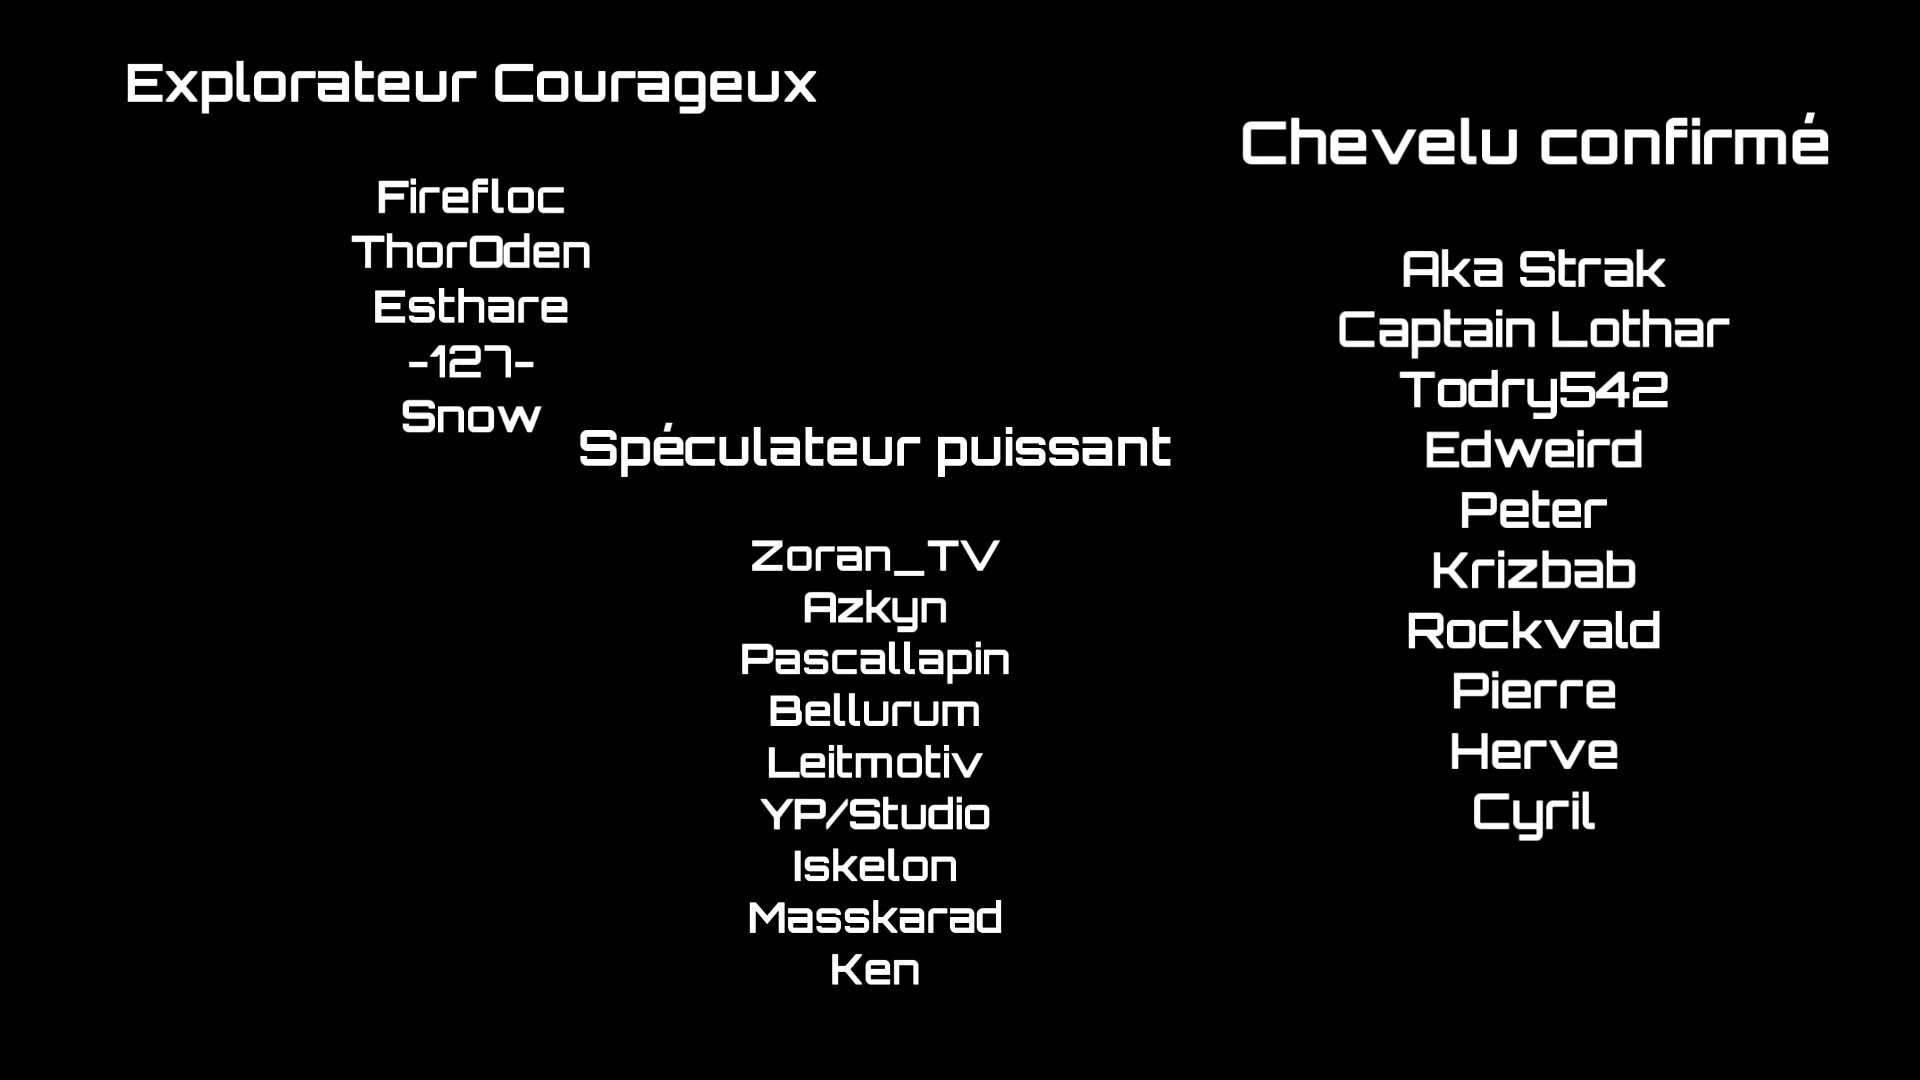 Explorateur Courageux
Firefloc
ThorOden
Esthare
-127-
Snow
Spéculateur puissant
Zoran_TV
Azkyn
Pascallapin
Bellurum
Leitmotiv
YP/Studio
Iskelon
Masskarad
Ken
Chevelu confirmé
Aka Strak
Captain Lothar
Todry542
Edweird
Peter
Krizbab
Rockvald
Pierre
Herve
Cyril